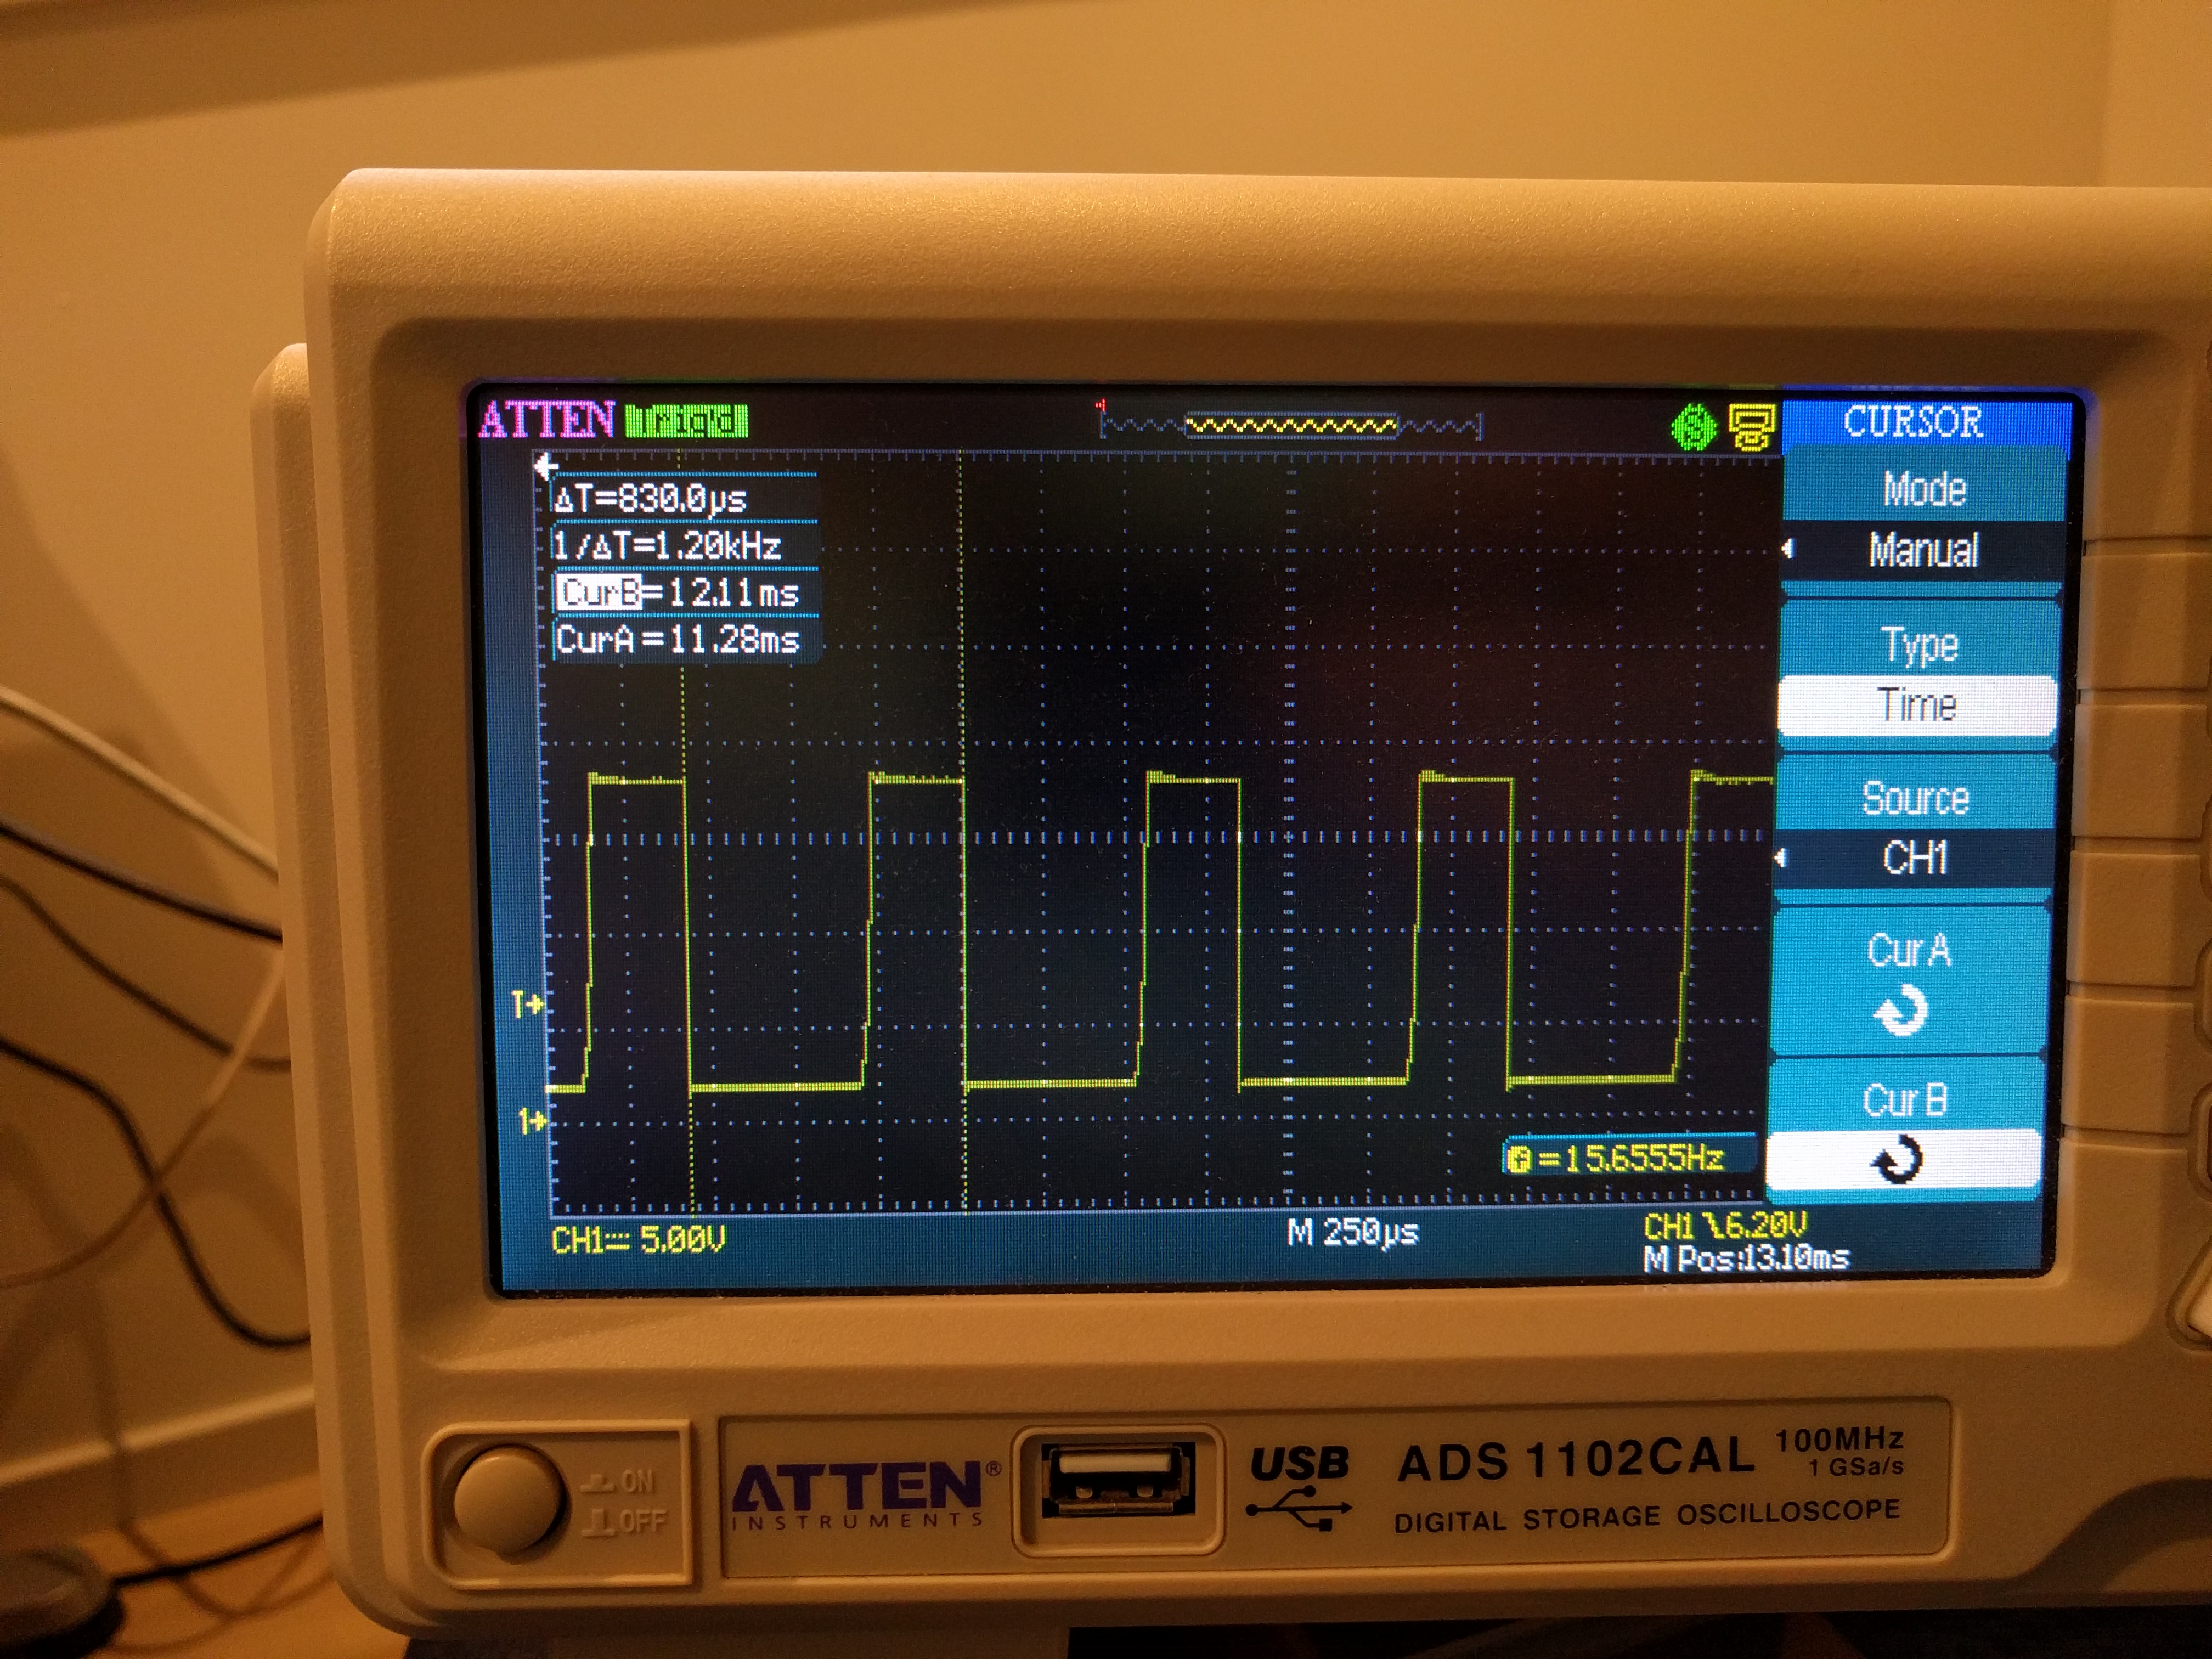 ATTEN Trig'd
CURSOR
Mode
Manual
Type
Time
Source
CH1
Cur A
Cur B
ΔT=830.0µs
1/ΔT=1.20kHz
CurB=12.11ms
CurA=11.28ms
T
1
=15.6555Hz
CH1 5.00V
M 250µs
CH1 6.20V
M Pos:13.10ms
ON
OFF
ATTEN®
INSTRUMENTS
USB
ADS 1102CAL
100MHz
1 GSa/s
DIGITAL STORAGE OSCILLOSCOPE